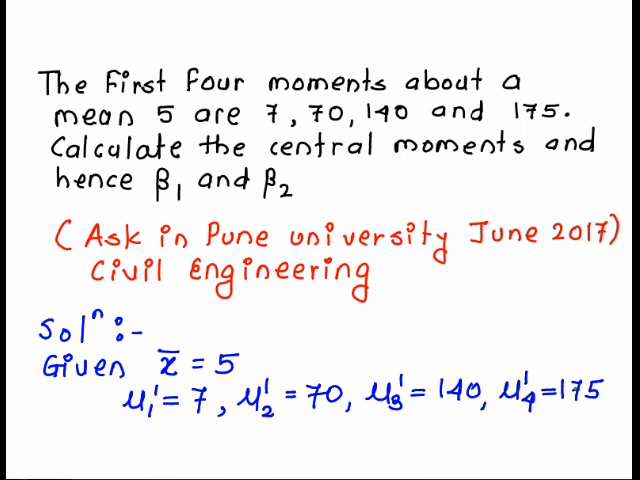 The First four moments about a
mean 5 are 7, 70, 140 and 175.
Calculate the central moments and
hence β₁ and β₂
(Ask in Pune university June 2017)
Civil Engineering
Solⁿ :-
Given x̅ = 5
μ₁' = 7, μ₂' = 70, μ₃' = 140, μ₄' = 175